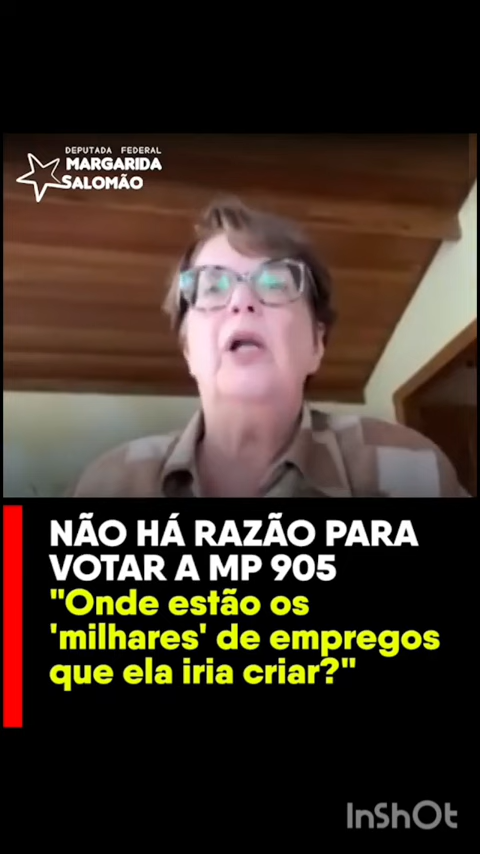 DEPUTADA FEDERAL
MARGARIDA
SALOMÃO
NÃO HÁ RAZÃO PARA
VOTAR A MP 905
"Onde estão os
'milhares' de empregos
que ela iria criar?"
InShOt